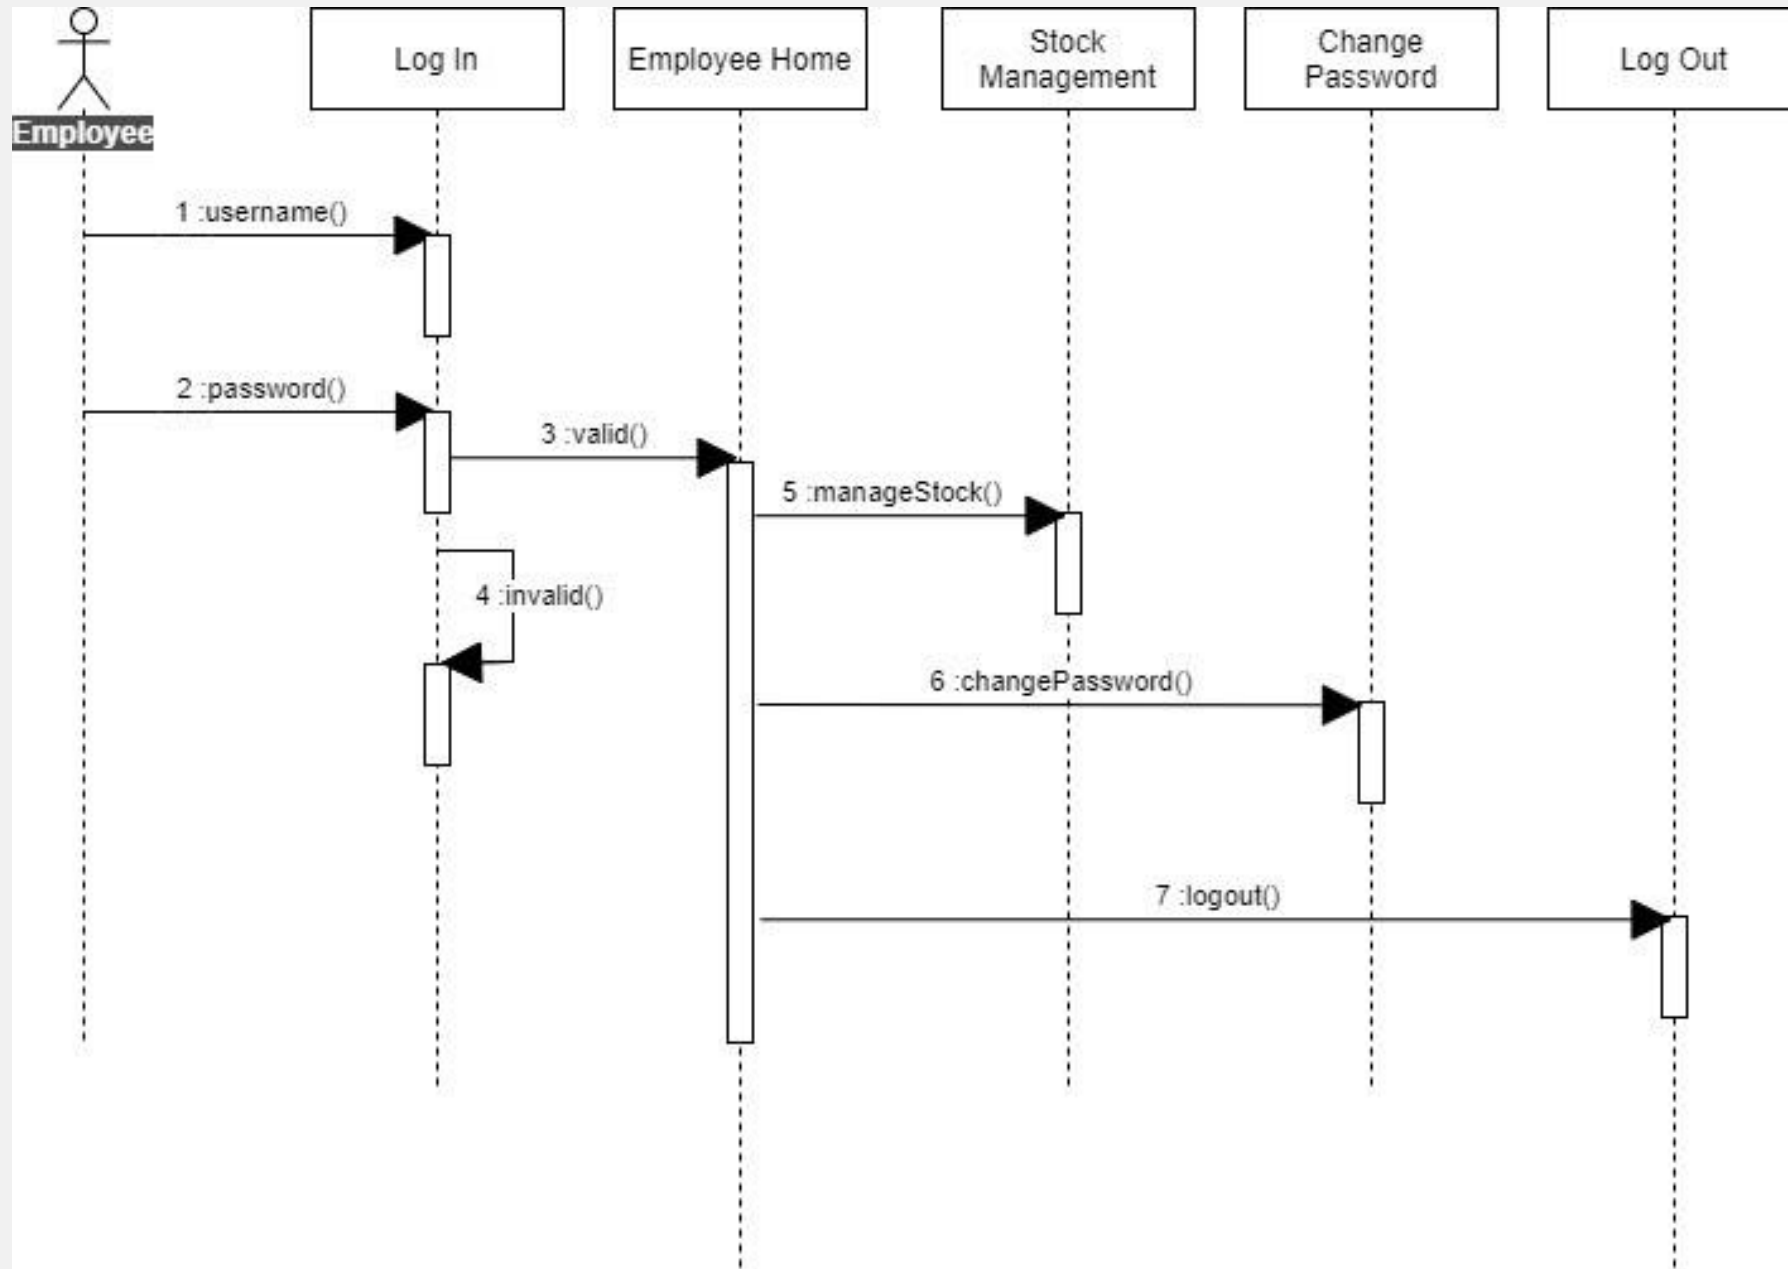 Log In
Employee Home
Stock
Management
Change
Password
Log Out
Employee
1 :username()
2 :password()
3 :valid()
5 :manageStock()
4 :invalid()
6 :changePassword()
7 :logout()